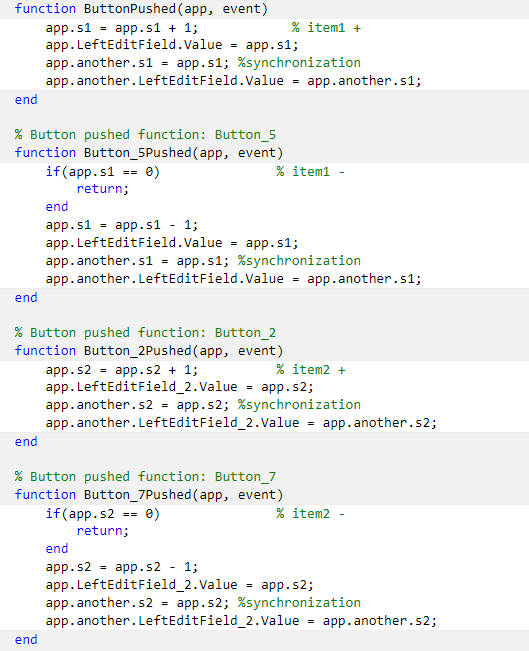 function ButtonPushed(app, event)
    app.s1 = app.s1 + 1;            % item1 +
    app.LeftEditField.Value = app.s1;
    app.another.s1 = app.s1; %synchronization
    app.another.LeftEditField.Value = app.another.s1;
end

% Button pushed function: Button_5
function Button_5Pushed(app, event)
    if(app.s1 == 0)               % item1 -
        return;
    end
    app.s1 = app.s1 - 1;
    app.LeftEditField.Value = app.s1;
    app.another.s1 = app.s1; %synchronization
    app.another.LeftEditField.Value = app.another.s1;
end

% Button pushed function: Button_2
function Button_2Pushed(app, event)
    app.s2 = app.s2 + 1;          % item2 +
    app.LeftEditField_2.Value = app.s2;
    app.another.s2 = app.s2; %synchronization
    app.another.LeftEditField_2.Value = app.another.s2;
end

% Button pushed function: Button_7
function Button_7Pushed(app, event)
    if(app.s2 == 0)               % item2 -
        return;
    end
    app.s2 = app.s2 - 1;
    app.LeftEditField_2.Value = app.s2;
    app.another.s2 = app.s2; %synchronization
    app.another.LeftEditField_2.Value = app.another.s2;
end